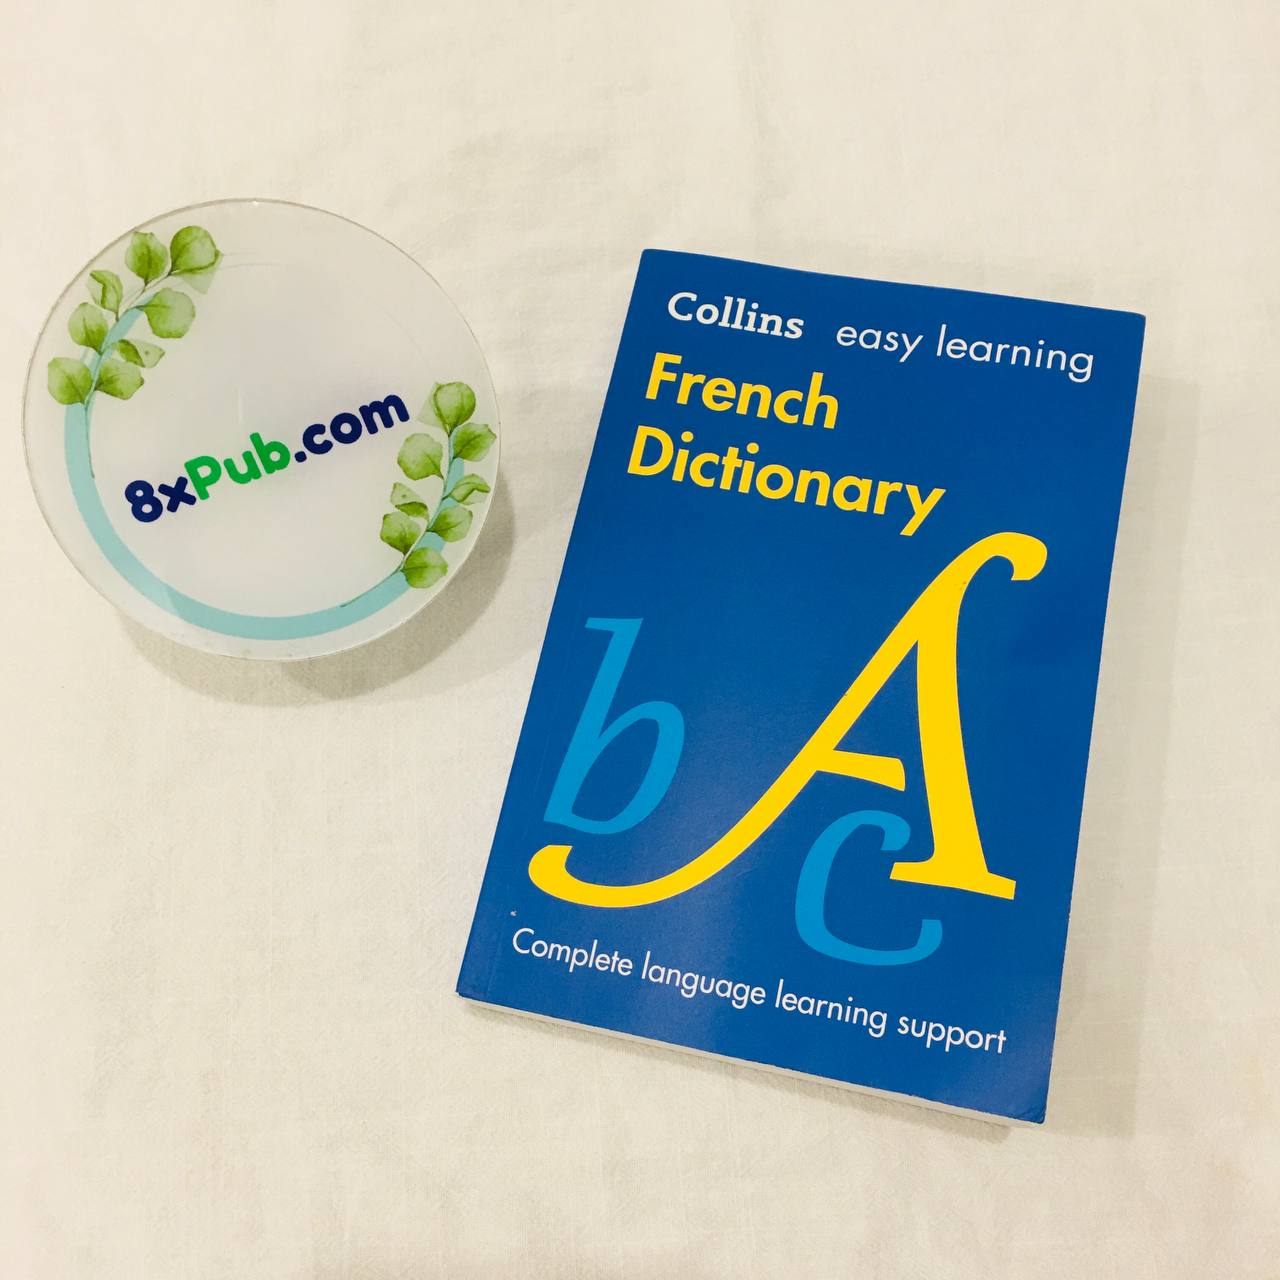 8xPub.com
Collins easy learning
French
Dictionary
A
b
c
Complete language learning support